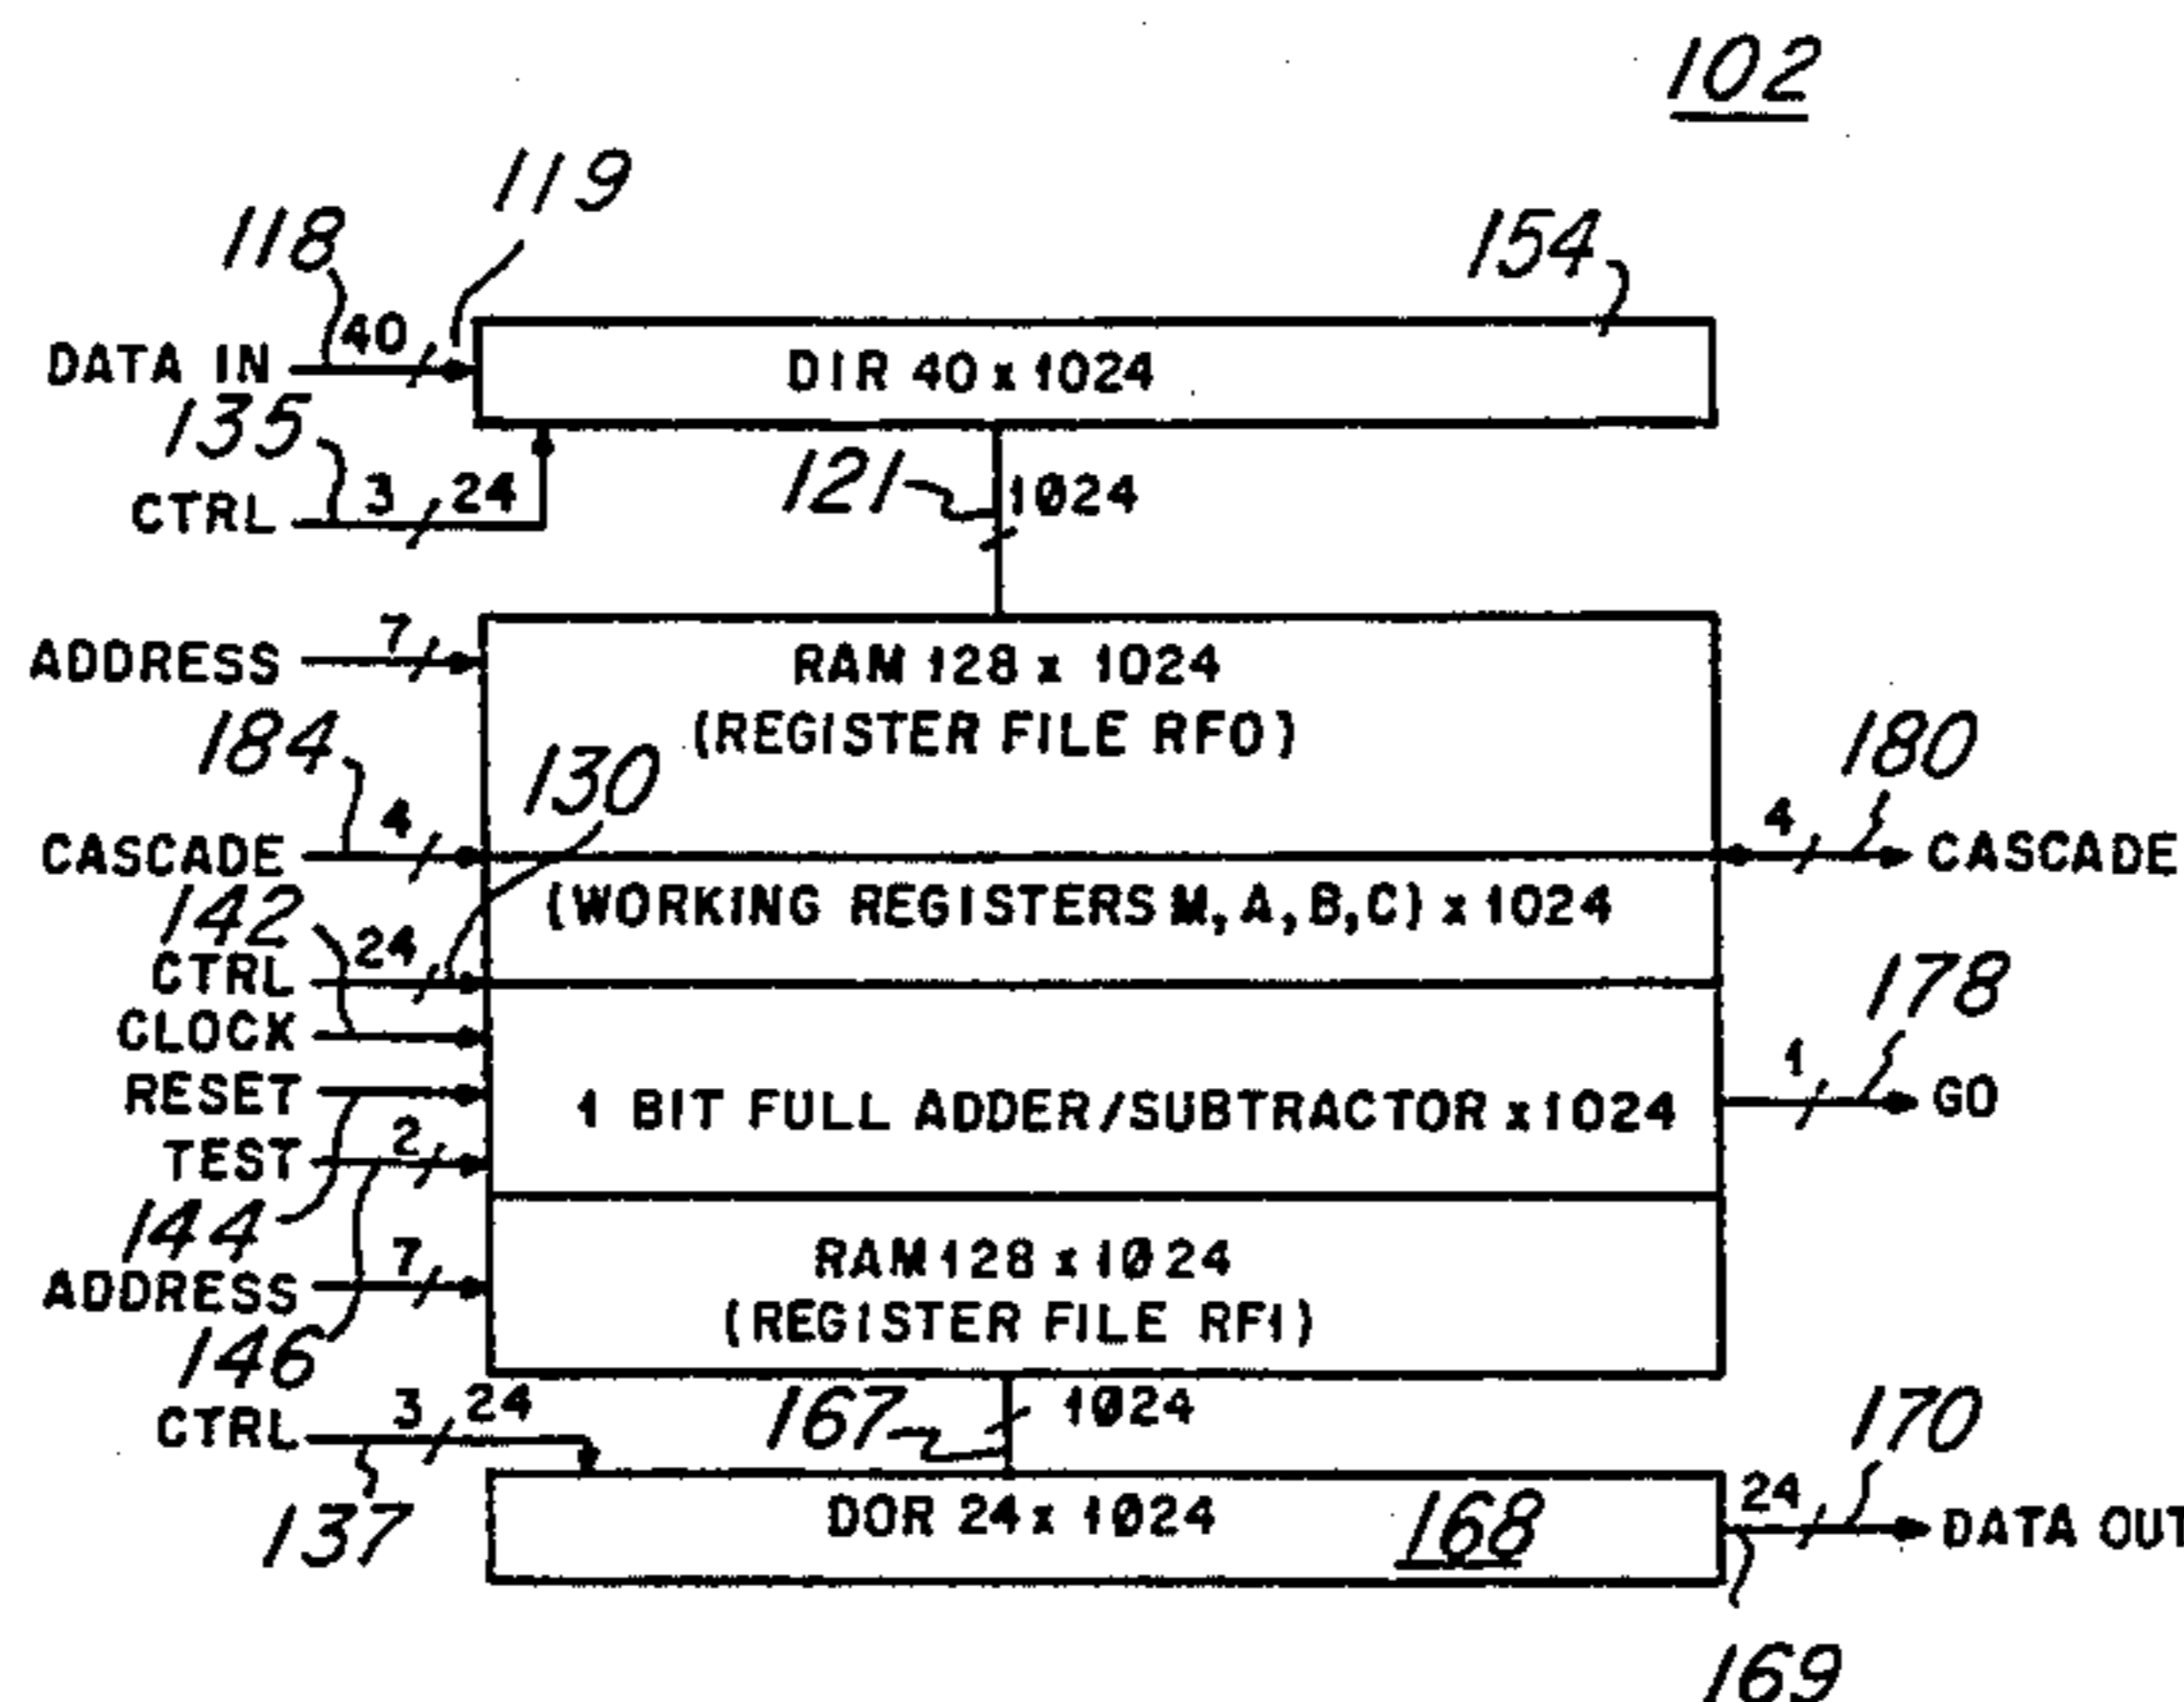 102
119
118
154
40
DATA IN
DIR 40 x 1024
135
3 24
CTRL
121
1024
7
ADDRESS
RAM 128 x 1024
(REGISTER FILE RF0)
184
130
180
4
4
CASCADE
CASCADE
(WORKING REGISTERS M, A, B, C) x 1024
142
24
CTRL
178
CLOCK
1
RESET
1 BIT FULL ADDER/SUBTRACTOR x 1024
GO
2
TEST
144
7
RAM 128 x 1024
ADDRESS
(REGISTER FILE RF1)
146
3 24
CTRL
167
1024
170
137
DOR 24 x 1024
168
24
DATA OUT
169